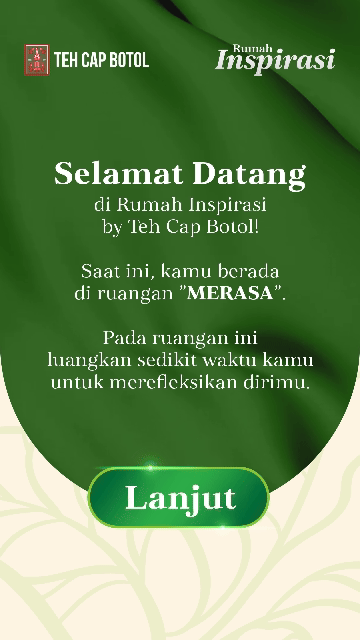 TEH CAP BOTOL
Rumah
Inspirasi
Selamat Datang
di Rumah Inspirasi
by Teh Cap Botol!
Saat ini, kamu berada
di ruangan "MERASA".
Pada ruangan ini
luangkan sedikit waktu kamu
untuk merefleksikan dirimu.
Lanjut